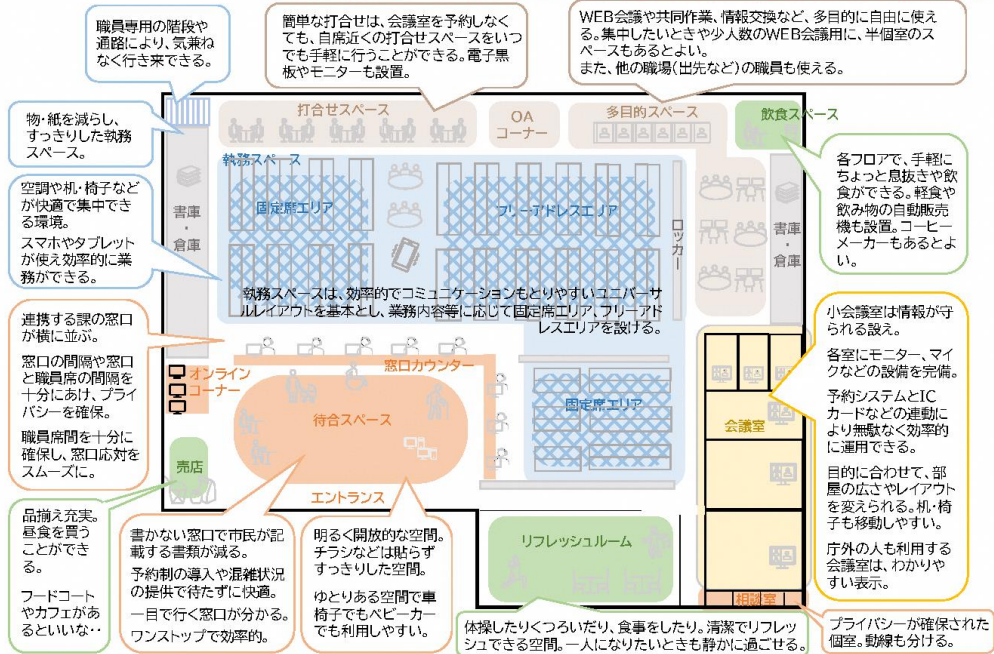 職員専用の階段や
通路により、気兼ね
なく行き来できる。
簡単な打合せは、会議室を予約しなく
ても、自席近くの打合せスペースをいつ
でも手軽に行うことができる。電子黒
板やモニターも設置。
WEB会議や共同作業、情報交換など、多目的に自由に使え
る。集中したいときや少人数のWEB会議用に、半個室のス
ペースもあるとよい。
また、他の職場(出先など)の職員も使える。
物・紙を減らし、
すっきりした執務
スペース。
空調や机・椅子など
が快適で集中でき
る環境。
スマホやタブレット
が使え効率的に業
務ができる。
打合せスペース
OA
コーナー
多目的スペース
飲食スペース
執務スペース
固定席エリア
フリーアドレスエリア
書庫
・
倉庫
ロッカー
書庫
・
倉庫
各フロアで、手軽に
ちょっと息抜きや飲
食ができる。軽食や
飲み物の自動販売
機も設置。コーヒー
メーカーもあるとよ
い。
執務スペースは、効率的でコミュニケーションもとりやすいユニバーサ
ルレイアウトを基本とし、業務内容等に応じて固定席エリア、フリーアド
レスエリアを設ける。
連携する課の窓口
が横に並ぶ。
窓口の間隔や窓口
と職員席の間隔を
十分にあけ、プライ
バシーを確保。
職員席間を十分に
確保し、窓口応対を
スムーズに。
オンライン
コーナー
窓口カウンター
待合スペース
固定席エリア
会議室
売店
エントランス
リフレッシュルーム
相談室
小会議室は情報が守
られる設え。
各室にモニター、マイ
クなどの設備を完備。
予約システムとIC
カードなどの連動に
より無駄なく効率的
に運用できる。
目的に合わせて、部
屋の広さやレイアウト
を変えられる。机・椅
子も移動しやすい。
庁外の人も利用する
会議室は、わかりや
すい表示。
品揃え充実。
昼食を買う
ことができ
る。
フードコート
やカフェがあ
るといいな‥
書かない窓口で市民が記
載する書類が減る。
予約制の導入や混雑状況
の提供で待たずに快適。
一目で行く窓口が分かる。
ワンストップで効率的。
明るく開放的な空間。
チラシなどは貼らず
すっきりした空間。
ゆとりある空間で車
椅子でもベビーカー
でも利用しやすい。
体操したりくつろいだり、食事をしたり。清潔でリフレッ
シュできる空間。一人になりたいときも静かに過ごせる。
プライバシーが確保された
個室。動線も分ける。